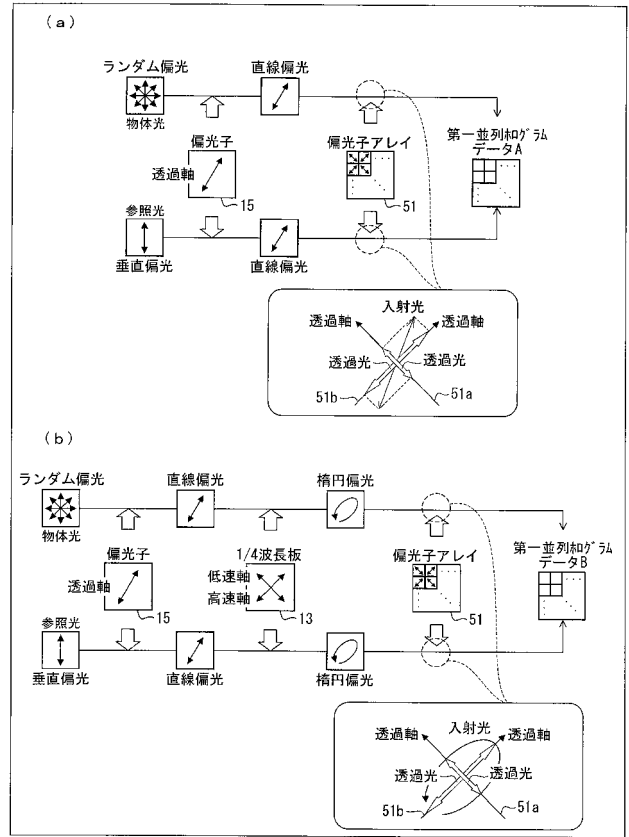 (a)
ランダム偏光
物体光
直線偏光
偏光子
透過軸
15
偏光子アレイ
51
第一並列ホログラム
データA
参照光
垂直偏光
直線偏光
入射光
透過軸
透過軸
透過光
透過光
51b
51a
(b)
ランダム偏光
物体光
直線偏光
楕円偏光
偏光子
透過軸
15
1/4波長板
低速軸
高速軸
13
偏光子アレイ
51
第一並列ホログラム
データB
参照光
垂直偏光
直線偏光
楕円偏光
入射光
透過軸
透過軸
透過光
透過光
51b
51a